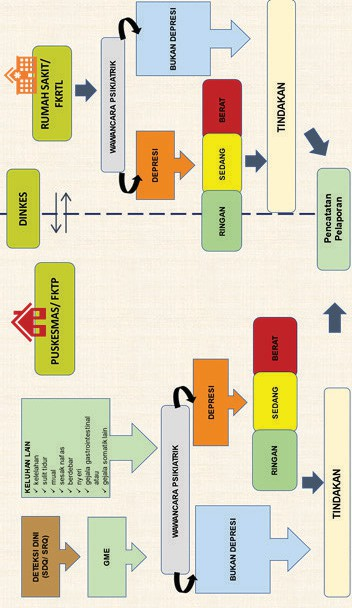 DETEKSI DINI
(SDQ/ SRQ)
GME
KELUHAN LAIN
✓ kelelahan
✓ sulit tidur
✓ mual
✓ sesak nafas
✓ berdebar
✓ nyeri
✓ gejala gastrointestinal
atau
✓ gejala somatik lain
WAWANCARA PSIKIATRIK
BUKAN DEPRESI
DEPRESI
RINGAN
SEDANG
BERAT
TINDAKAN
PUSKESMAS/ FKTP
DINKES
RUMAH SAKIT/
FKRTL
WAWANCARA PSIKIATRIK
DEPRESI
BUKAN DEPRESI
RINGAN
SEDANG
BERAT
TINDAKAN
Pencatatan
Pelaporan